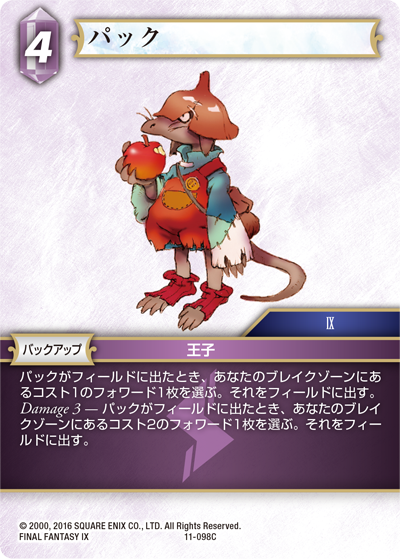 4
パック
IX
バックアップ
王子
パックがフィールドに出たとき、あなたのブレイクゾーンにあ
るコスト1のフォワード1枚を選ぶ。それをフィールドに出す。
Damage 3 ― パックがフィールドに出たとき、あなたのブレイ
クゾーンにあるコスト2のフォワード1枚を選ぶ。それをフィー
ルドに出す。
© 2000, 2016 SQUARE ENIX CO., LTD. All Rights Reserved.
FINAL FANTASY IX
11-098C